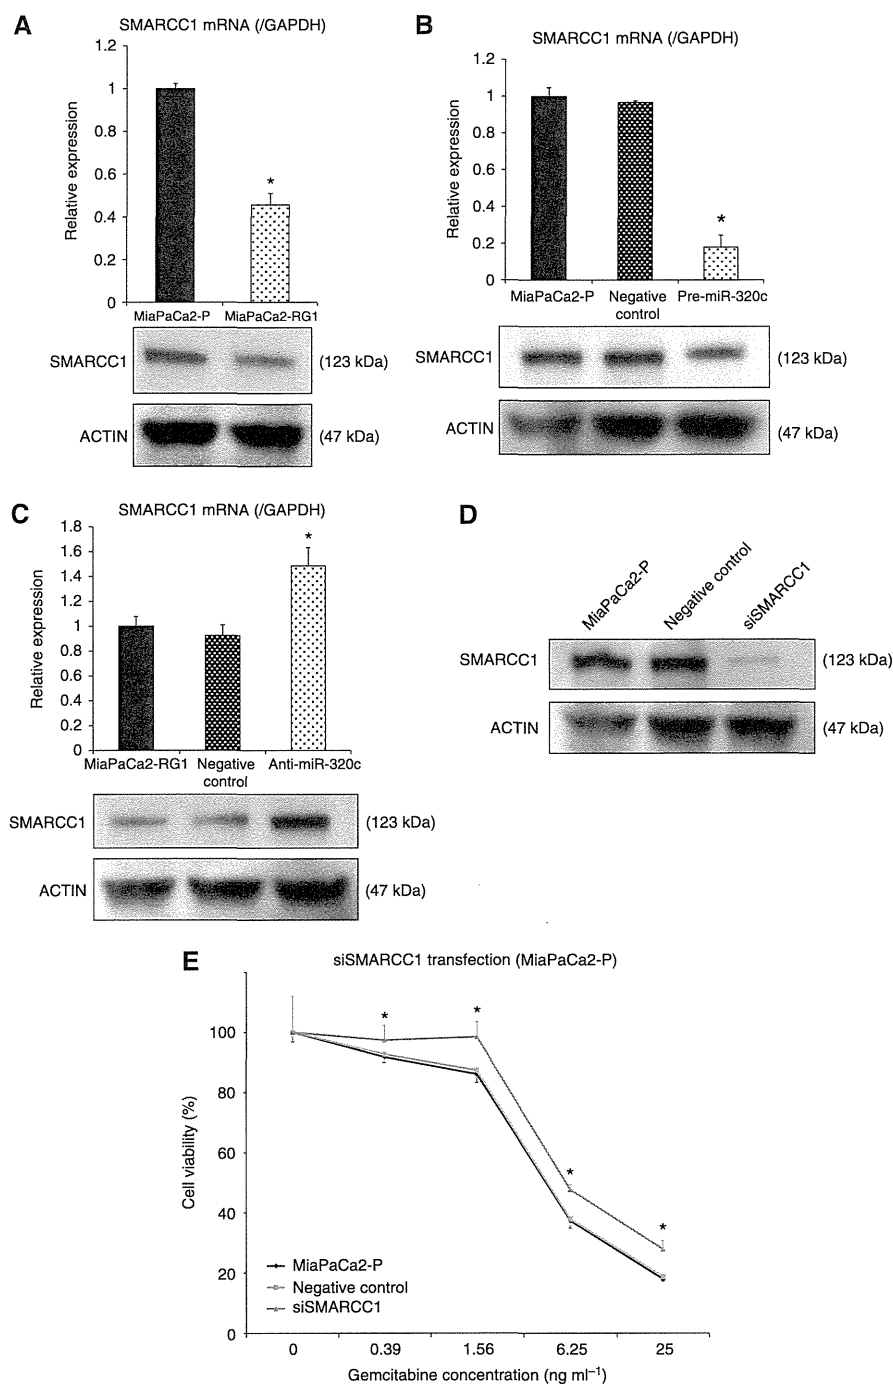 A
SMARCC1 mRNA (/GAPDH)
Relative expression
1.2
1
0.8
0.6
0.4
0.2
0
*
MiaPaCa2-P MiaPaCa2-RG1
SMARCC1 (123 kDa)
ACTIN (47 kDa)
B
SMARCC1 mRNA (/GAPDH)
Relative expression
1.2
1
0.8
0.6
0.4
0.2
0
*
MiaPaCa2-P Negative control Pre-miR-320c
SMARCC1 (123 kDa)
ACTIN (47 kDa)
C
SMARCC1 mRNA (/GAPDH)
Relative expression
1.8
1.6
1.4
1.2
1
0.8
0.6
0.4
0.2
0
*
MiaPaCa2-RG1 Negative control Anti-miR-320c
SMARCC1 (123 kDa)
ACTIN (47 kDa)
D
MiaPaCa2-P
Negative control
siSMARCC1
SMARCC1 (123 kDa)
ACTIN (47 kDa)
E
siSMARCC1 transfection (MiaPaCa2-P)
Cell viability (%)
100
80
60
40
20
0
* * * *
MiaPaCa2-P
Negative control
siSMARCC1
0 0.39 1.56 6.25 25
Gemcitabine concentration (ng ml⁻¹)